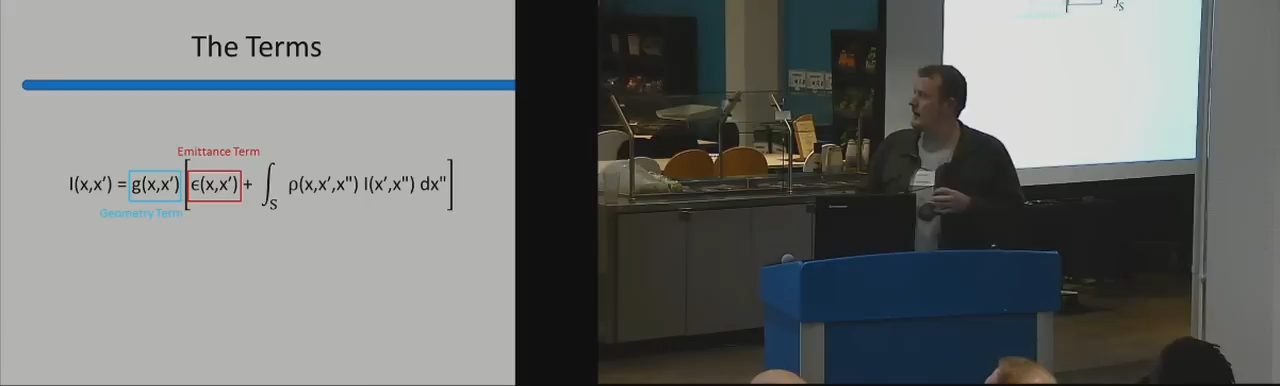 The Terms
Emittance Term
I(x,x′) = g(x,x′) [ϵ(x,x′) + ∫S ρ(x,x′,x″) I(x′,x″) dx″]
Geometry Term